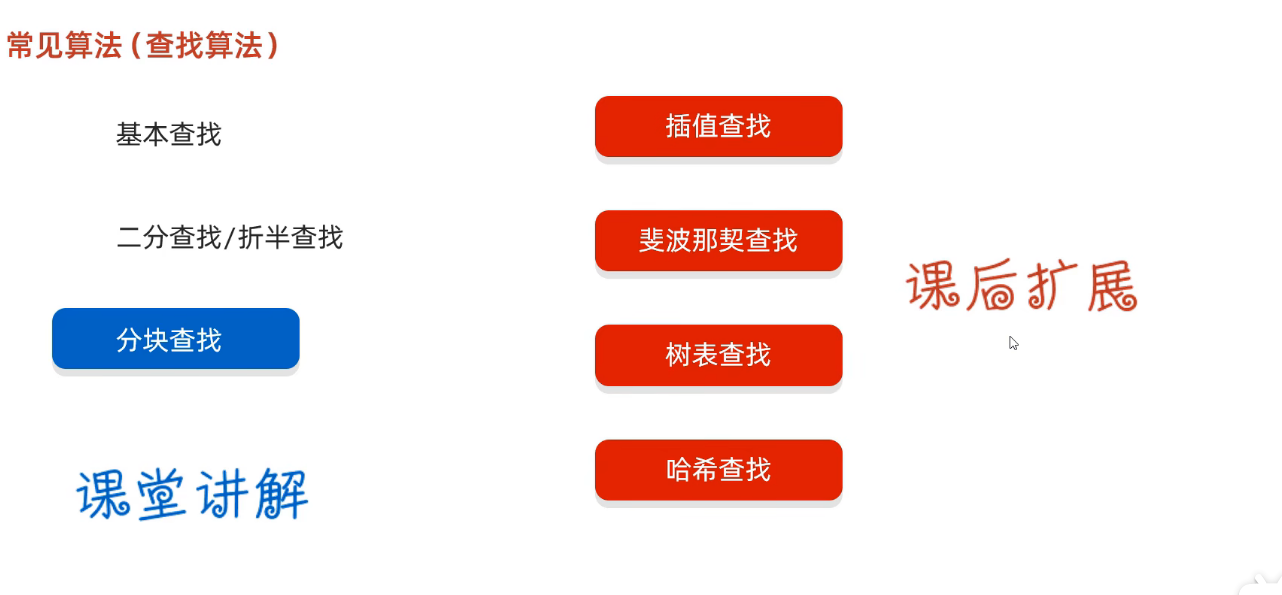 常见算法(查找算法)
基本查找
二分查找/折半查找
分块查找
课堂讲解
插值查找
斐波那契查找
树表查找
哈希查找
课后扩展